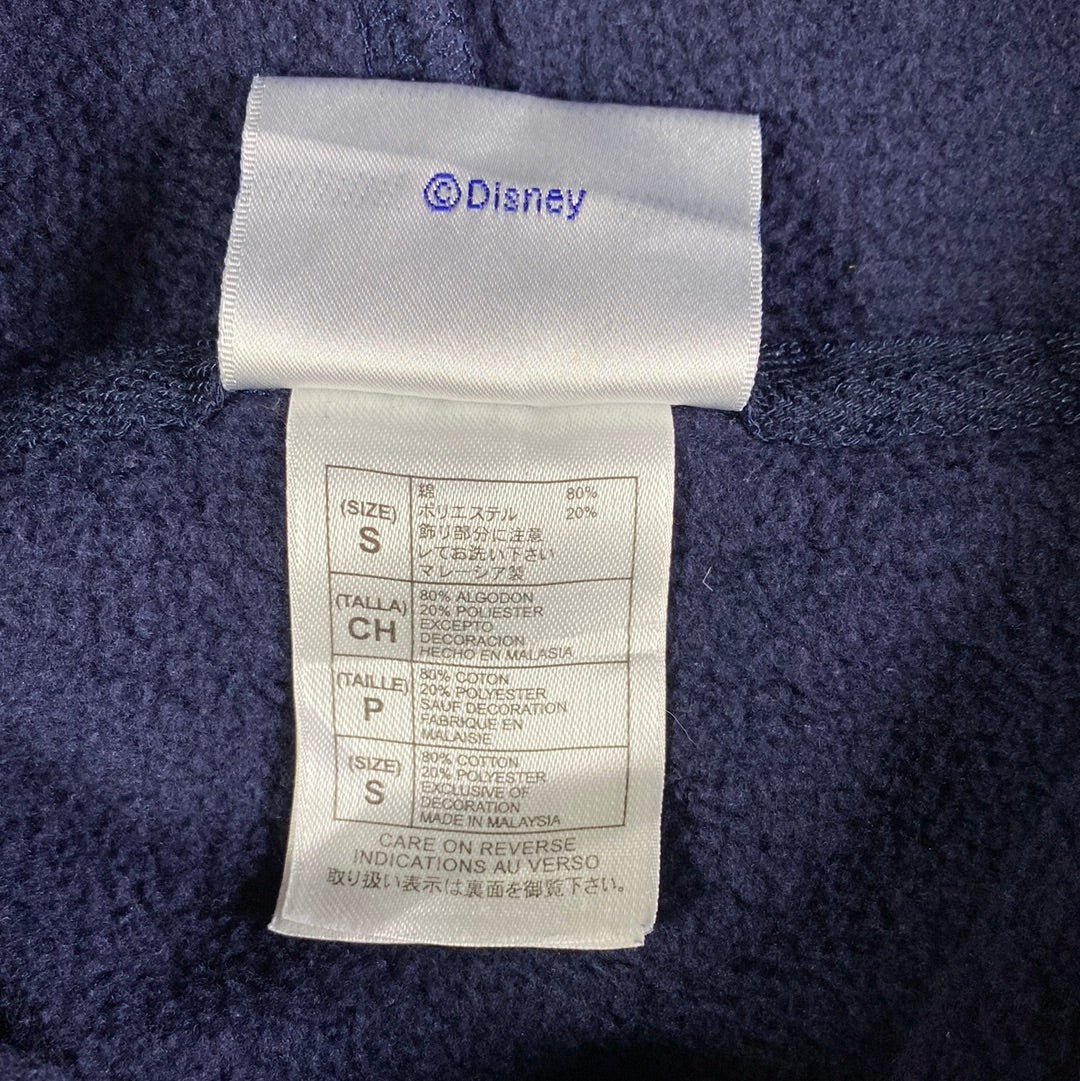 ©Disney
(SIZE)
S
綿 80%
ポリエステル 20%
飾り部分に注意
してお洗い下さい
マレーシア製
(TALLA)
CH
80% ALGODON
20% POLIESTER
EXCEPTO
DECORACION
HECHO EN MALASIA
(TAILLE)
P
80% COTON
20% POLYESTER
SAUF DECORATION
FABRIQUE EN
MALAISIE
(SIZE)
S
80% COTTON
20% POLYESTER
EXCLUSIVE OF
DECORATION
MADE IN MALAYSIA
CARE ON REVERSE
INDICATIONS AU VERSO
取り扱い表示は裏面を御覧下さい。